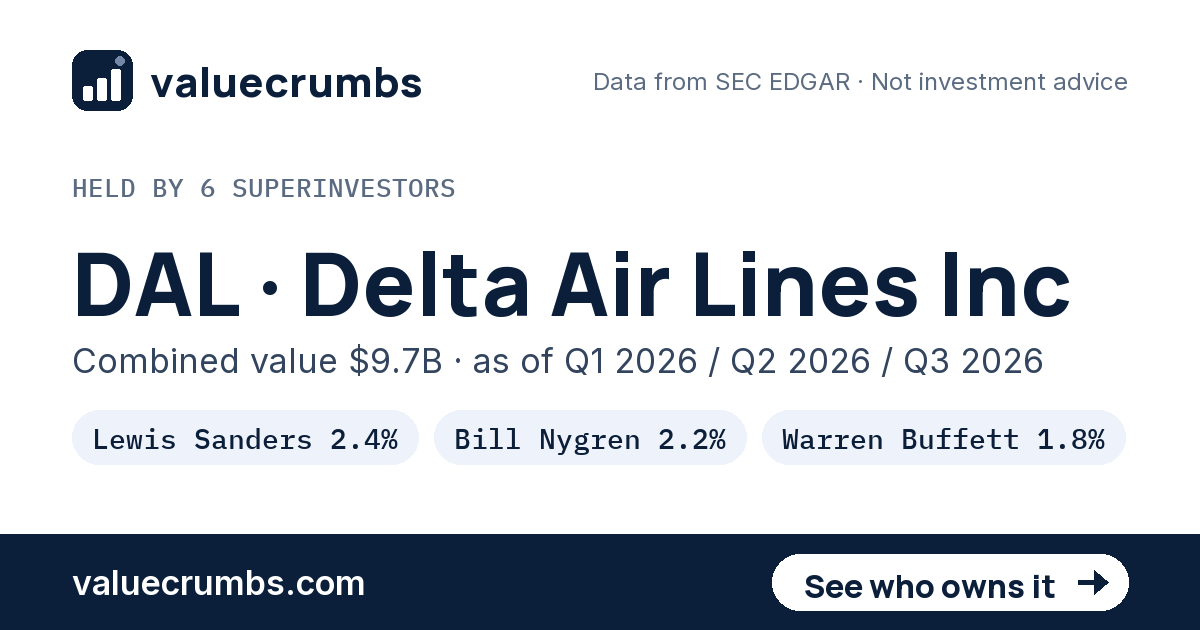 valuecrumbs
Data from SEC EDGAR · Not investment advice
HELD BY 6 SUPERINVESTORS
DAL · Delta Air Lines Inc
Combined value $9.7B · as of Q1 2026 / Q2 2026 / Q3 2026
Lewis Sanders 2.4%
Bill Nygren 2.2%
Warren Buffett 1.8%
valuecrumbs.com
See who owns it →